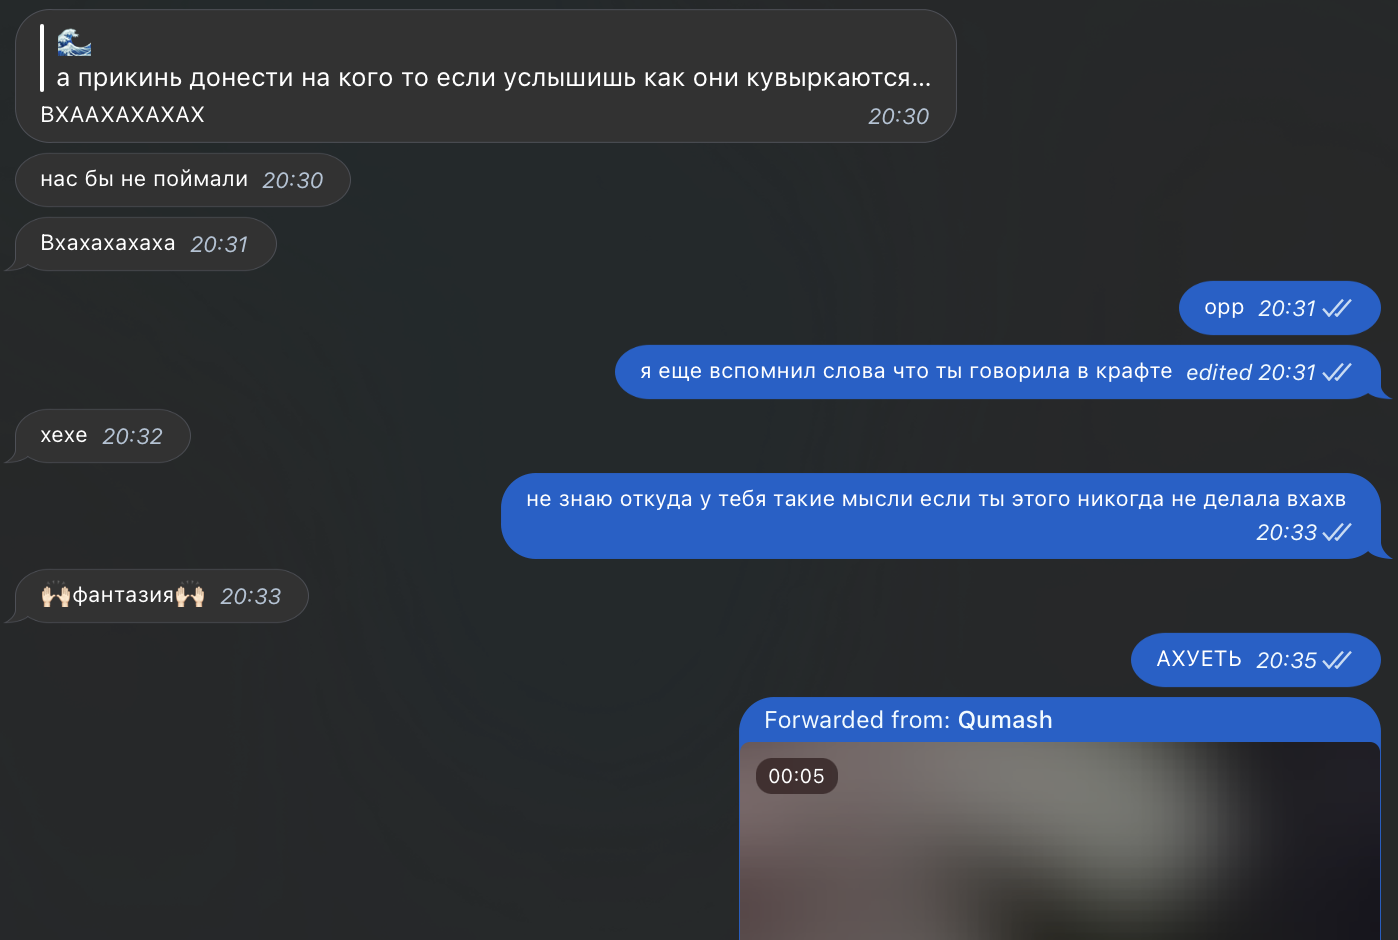 🌊
а прикинь донести на кого то если услышишь как они кувыркаются...
ВХААХАХАХАХ 20:30
нас бы не поймали 20:30
Вхахахахаха 20:31
орр 20:31
я еще вспомнил слова что ты говорила в крафте edited 20:31
хехе 20:32
не знаю откуда у тебя такие мысли если ты этого никогда не делала вхахв
20:33
🙌🏻фантазия🙌🏻 20:33
АХУЕТЬ 20:35
Forwarded from: Qumash
00:05